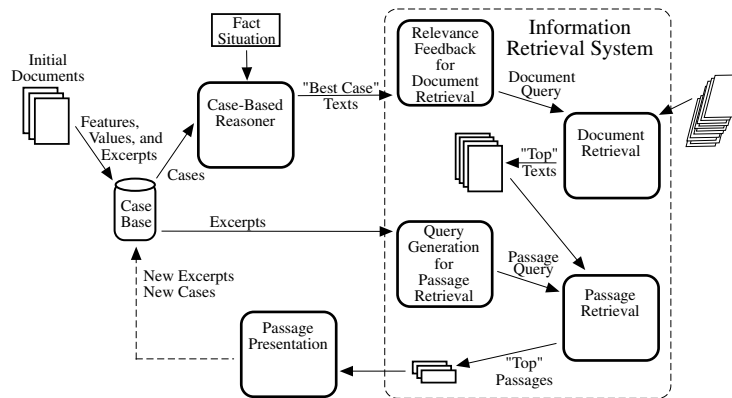 Fact
Situation
Information
Retrieval System
Initial
Documents
Relevance
Feedback
for
Document
Retrieval
"Best Case"
Texts
Document
Query
Case-Based
Reasoner
Features,
Values, and
Excerpts
Document
Retrieval
"Top"
Texts
Cases
Case
Base
Excerpts
Query
Generation
for
Passage
Retrieval
Passage
Query
New Excerpts
New Cases
Passage
Retrieval
Passage
Presentation
"Top"
Passages